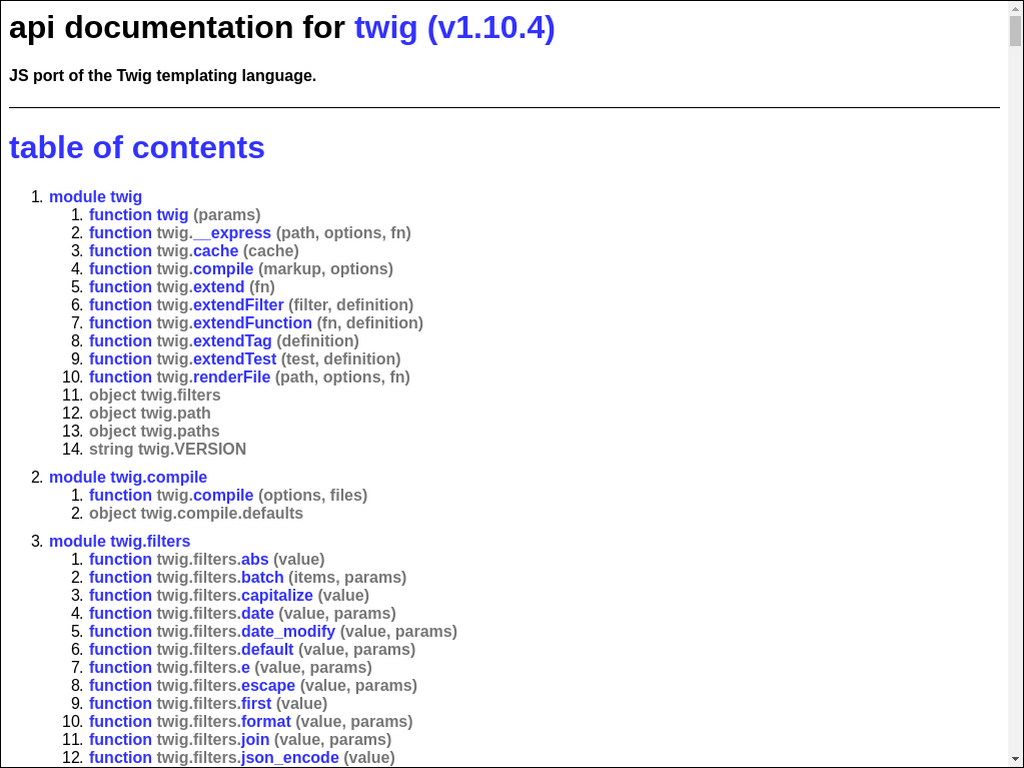 api documentation for twig (v1.10.4)
JS port of the Twig templating language.
table of contents
1. module twig
1. function twig (params)
2. function twig.__express (path, options, fn)
3. function twig.cache (cache)
4. function twig.compile (markup, options)
5. function twig.extend (fn)
6. function twig.extendFilter (filter, definition)
7. function twig.extendFunction (fn, definition)
8. function twig.extendTag (definition)
9. function twig.extendTest (test, definition)
10. function twig.renderFile (path, options, fn)
11. object twig.filters
12. object twig.path
13. object twig.paths
14. string twig.VERSION
2. module twig.compile
1. function twig.compile (options, files)
2. object twig.compile.defaults
3. module twig.filters
1. function twig.filters.abs (value)
2. function twig.filters.batch (items, params)
3. function twig.filters.capitalize (value)
4. function twig.filters.date (value, params)
5. function twig.filters.date_modify (value, params)
6. function twig.filters.default (value, params)
7. function twig.filters.e (value, params)
8. function twig.filters.escape (value, params)
9. function twig.filters.first (value)
10. function twig.filters.format (value, params)
11. function twig.filters.join (value, params)
12. function twig.filters.json_encode (value)